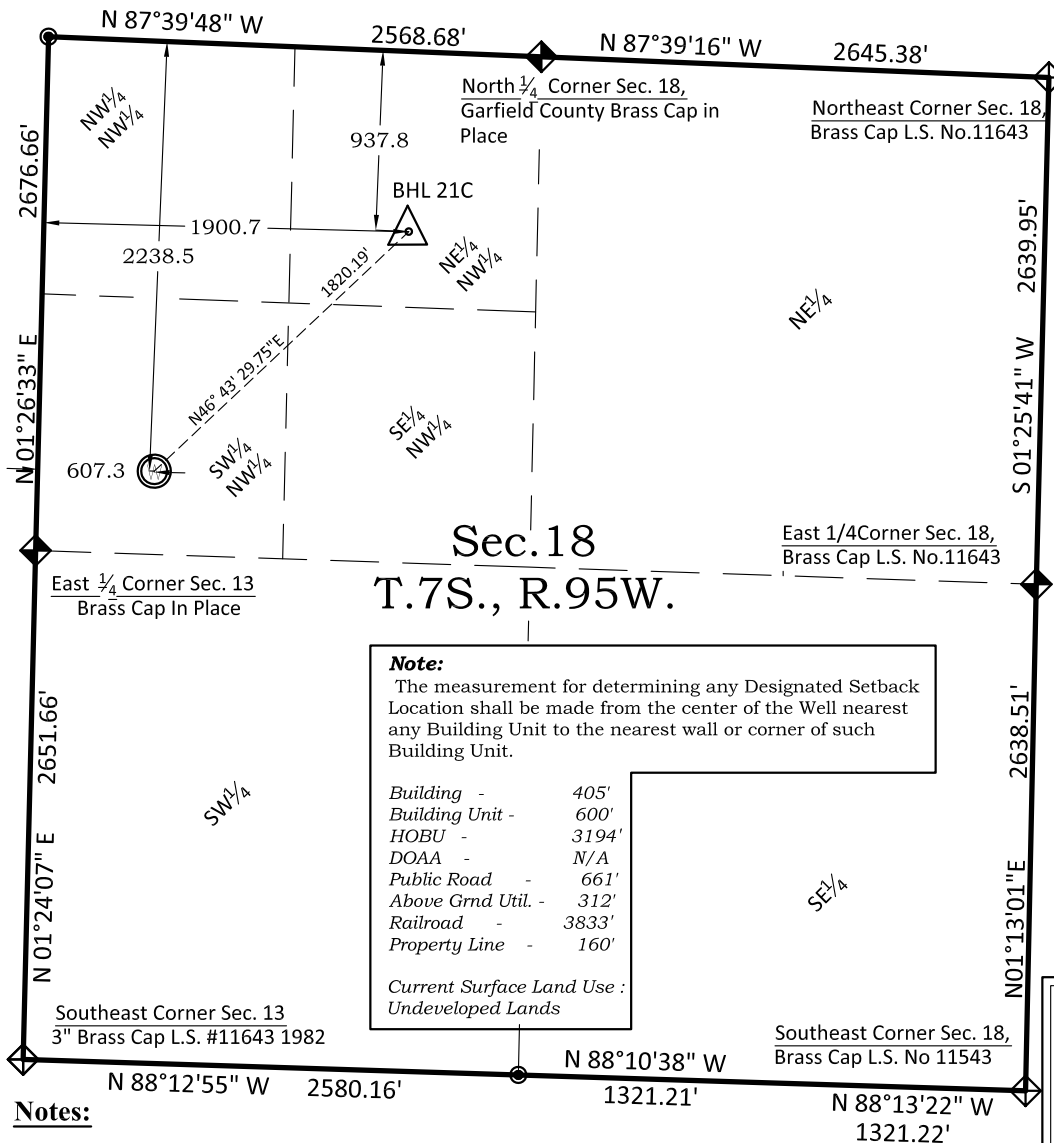 N 87°39'48" W
2568.68'
N 87°39'16" W
2645.38'
North 1/4 Corner Sec. 18,
Garfield County Brass Cap in
Place
Northeast Corner Sec. 18,
Brass Cap L.S. No.11643
NW1/4
NW1/4
2676.66'
937.8
BHL 21C
1900.7
2238.5
1820.19'
NE1/4
NW1/4
2639.95'
NE1/4
N 01°26'33" E
N46° 43' 29.75"E
S 01°25'41" W
SE1/4
NW1/4
SW1/4
NW1/4
607.3
Sec.18
T.7S., R.95W.
East 1/4Corner Sec. 18,
Brass Cap L.S. No.11643
East 1/4 Corner Sec. 13
Brass Cap In Place
Note:
The measurement for determining any Designated Setback
Location shall be made from the center of the Well nearest
any Building Unit to the nearest wall or corner of such
Building Unit.
Building - 405'
Building Unit - 600'
HOBU - 3194'
DOAA - N/A
Public Road - 661'
Above Grnd Util. - 312'
Railroad - 3833'
Property Line - 160'
Current Surface Land Use :
Undeveloped Lands
2651.66'
2638.51'
SW1/4
N 01°24'07" E
SE1/4
N01°13'01"E
Southeast Corner Sec. 13
3" Brass Cap L.S. #11643 1982
Southeast Corner Sec. 18,
Brass Cap L.S. No 11543
N 88°12'55" W
2580.16'
N 88°10'38" W
1321.21'
N 88°13'22" W
1321.22'
Notes: